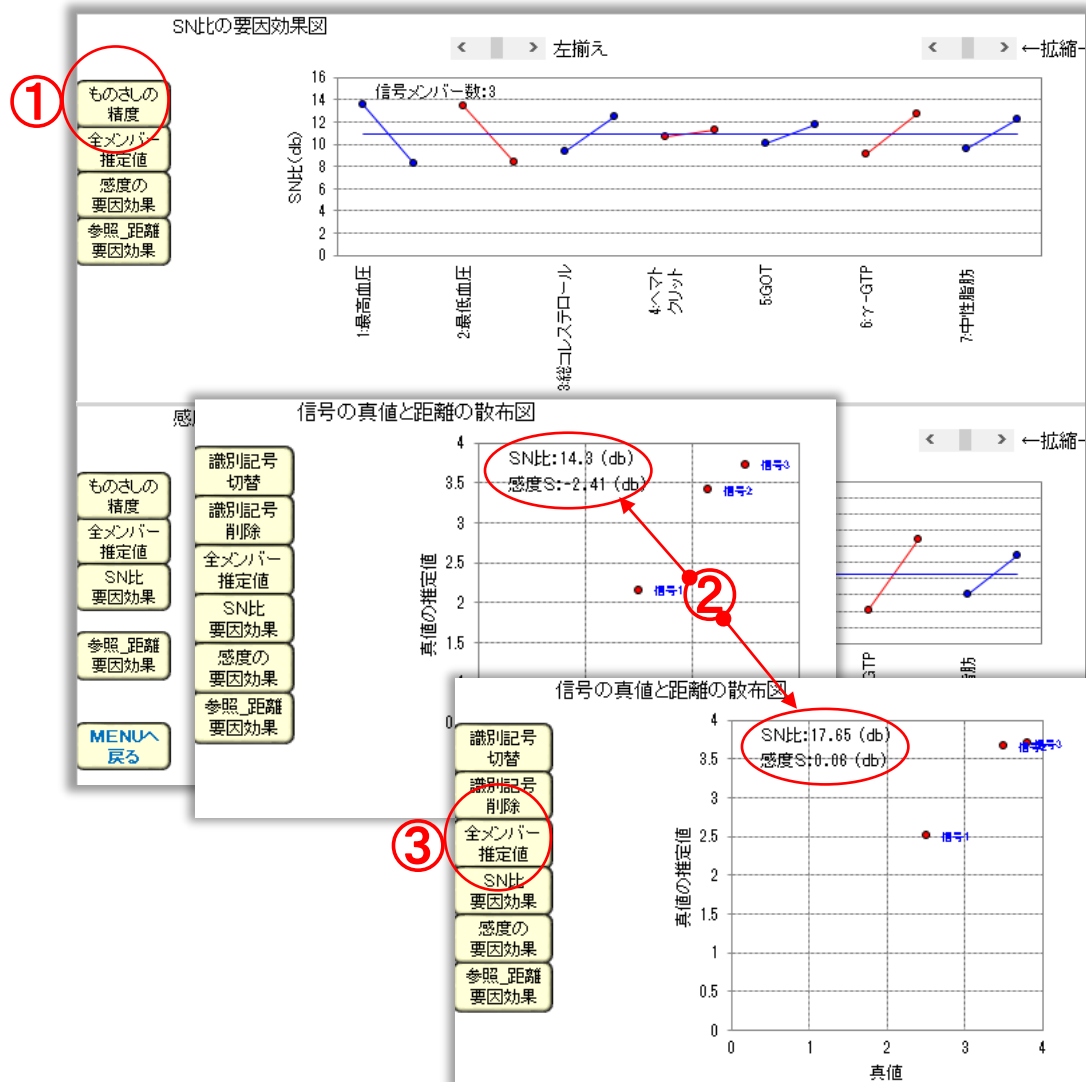 SN比の要因効果図
左揃え
←拡縮
①
ものさしの
精度
全メンバー
推定値
感度の
要因効果
参照_距離
要因効果
信号メンバー数:3
SN比(db)
16
14
12
10
8
6
4
2
0
1:最高血圧
2:最低血圧
3:総コレステロール
4:ヘマト
クリット
5:GOT
6:γ-GTP
7:中性脂肪
感
←拡縮
ものさしの
精度
全メンバー
推定値
SN比
要因効果
参照_距離
要因効果
MENUへ
戻る
信号の真値と距離の散布図
識別記号
切替
識別記号
削除
全メンバー
推定値
SN比
要因効果
感度の
要因効果
参照_距離
要因効果
SN比:14.3 (db)
感度S:-2.41 (db)
真値の推定値
4
3.5
3
2.5
2
1.5
0
信号3
信号2
信号1
②
信号の真値と距離の散布図
③
識別記号
切替
識別記号
削除
全メンバー
推定値
SN比
要因効果
感度の
要因効果
参照_距離
要因効果
SN比:17.65 (db)
感度S:0.06 (db)
真値の推定値
4
3.5
3
2.5
2
1.5
1
0.5
0
信号3
信号1
0
1
2
3
4
真値